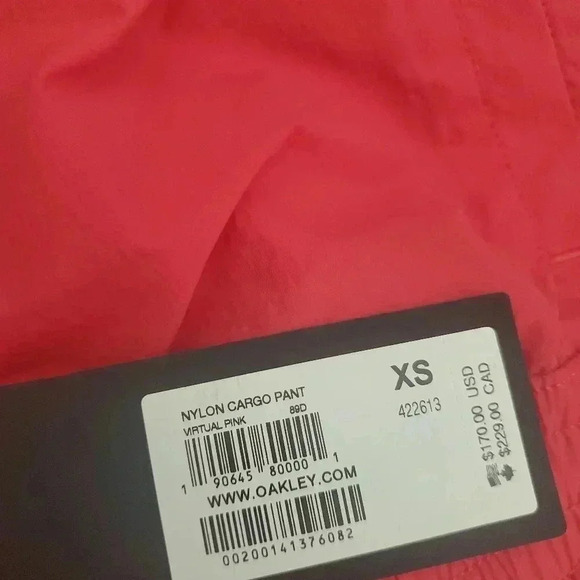 NYLON CARGO PANT
VIRTUAL PINK 89D
1 90645 80000 1
WWW.OAKLEY.COM
00200141376082
XS
422613
$170.00 USD
$229.00 CAD